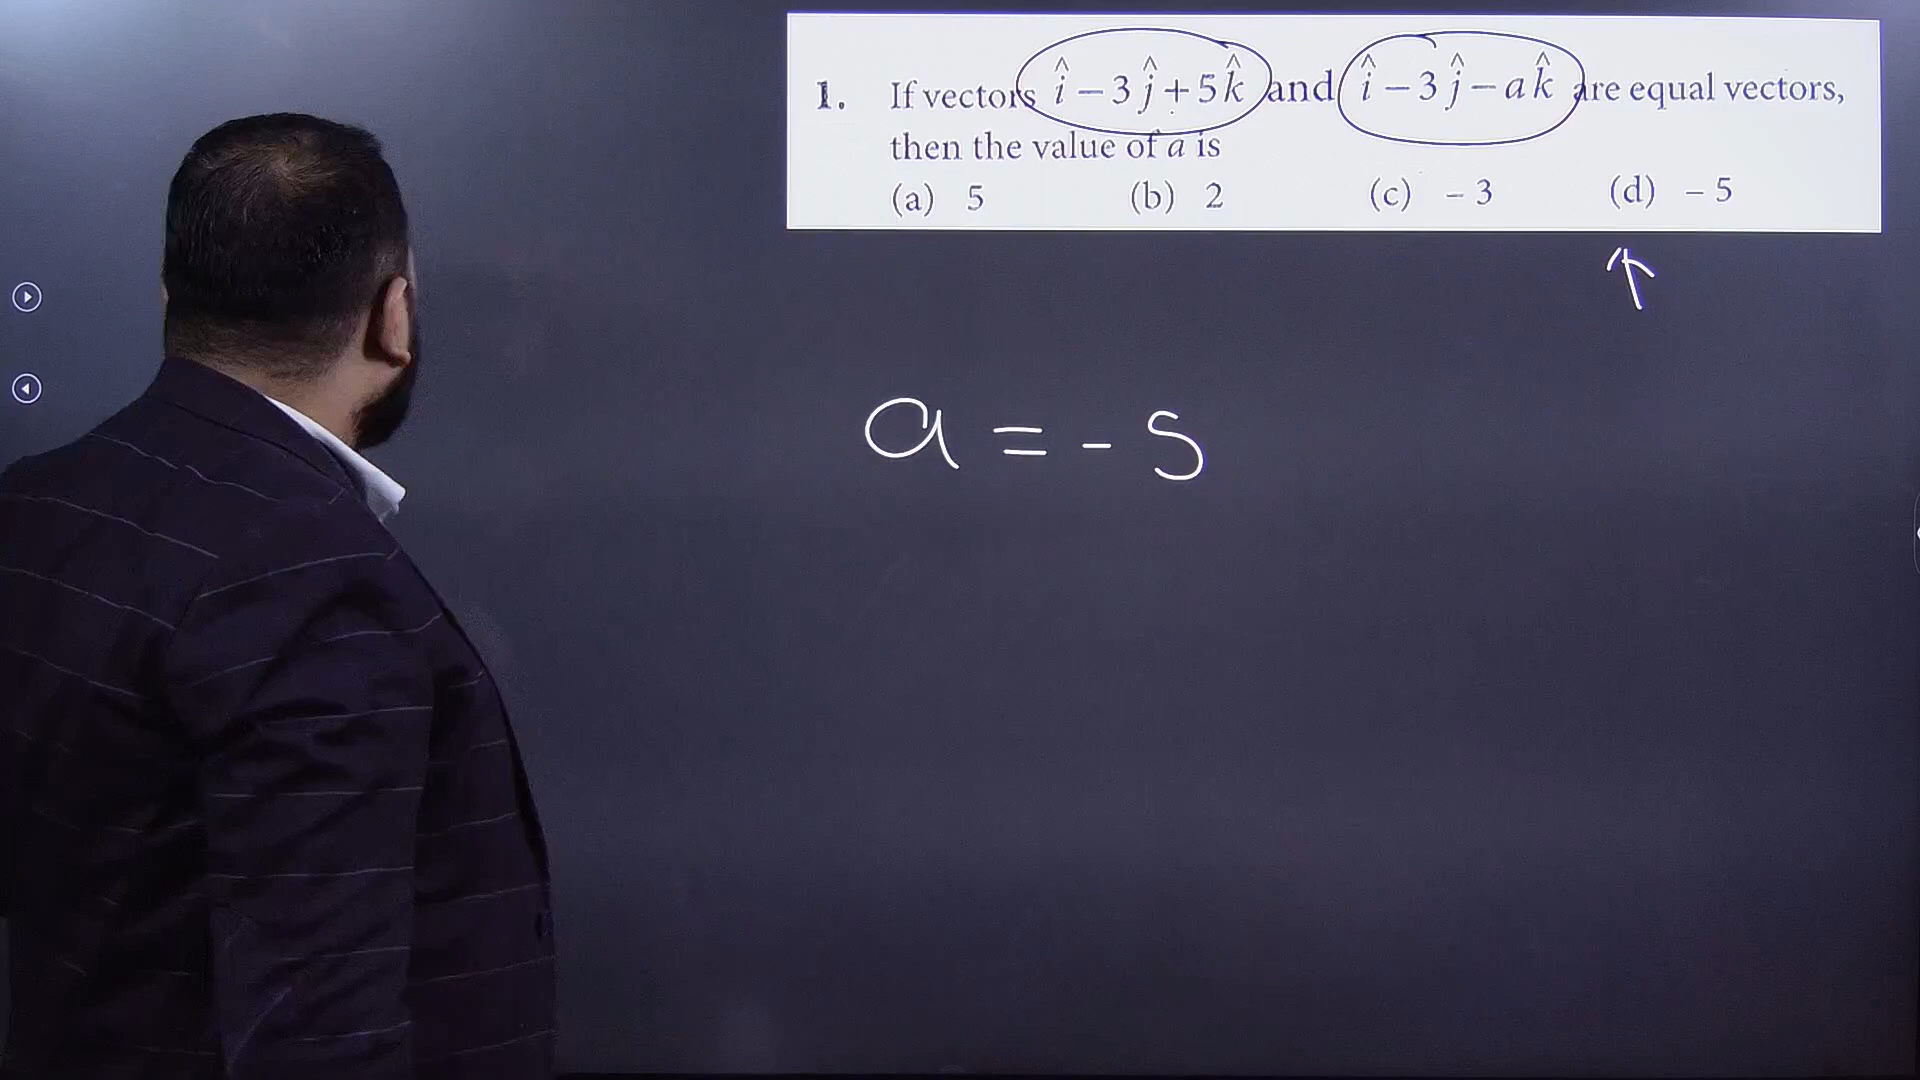 1. If vectors î − 3ĵ + 5k̂ and î − 3ĵ − ak̂ are equal vectors,
then the value of a is
(a) 5 (b) 2 (c) – 3 (d) – 5
a = - 5